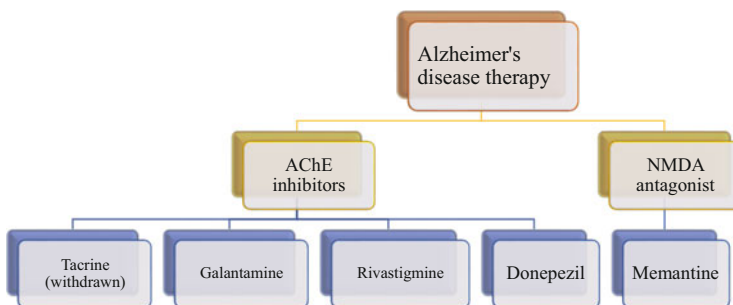 Alzheimer's
disease therapy
AChE
inhibitors
NMDA
antagonist
Tacrine
(withdrawn)
Galantamine
Rivastigmine
Donepezil
Memantine